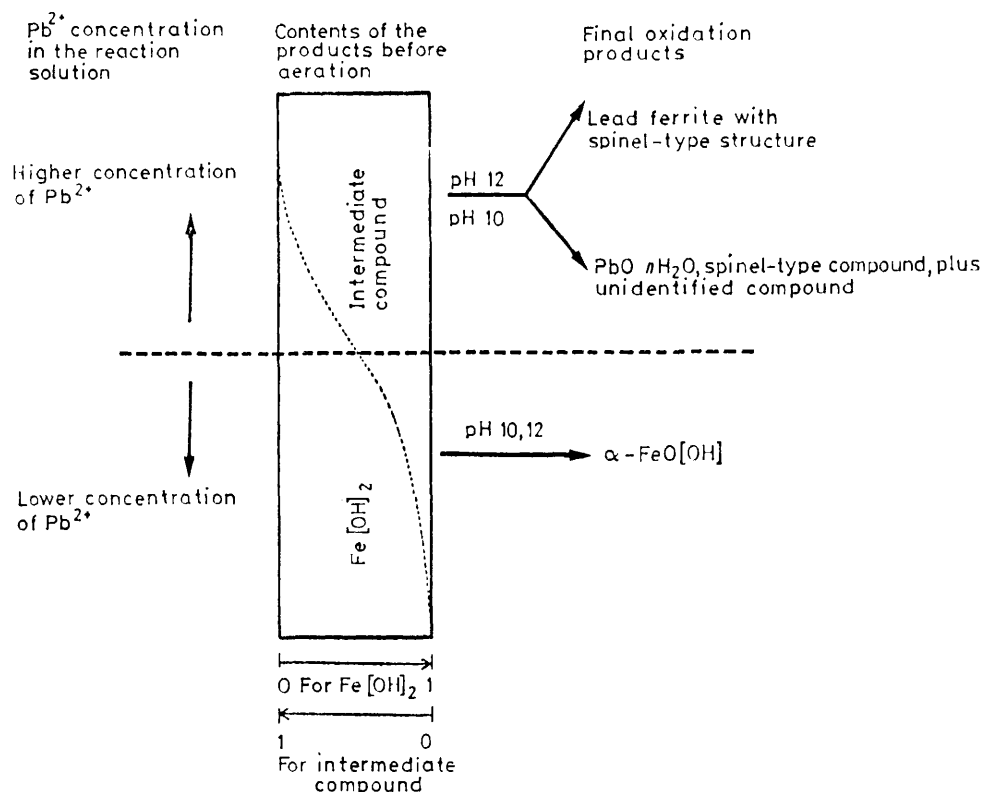 Pb²⁺ concentration
in the reaction
solution
Contents of the
products before
aeration
Final oxidation
products
Higher concentration
of Pb²⁺
Lower concentration
of Pb²⁺
Intermediate
compound
Fe[OH]₂
pH 12
pH 10
Lead ferrite with
spinel-type structure
PbO nH₂O, spinel-type compound, plus
unidentified compound
pH 10,12
α-FeO[OH]
0 For Fe[OH]₂ 1
1 0
For intermediate
compound